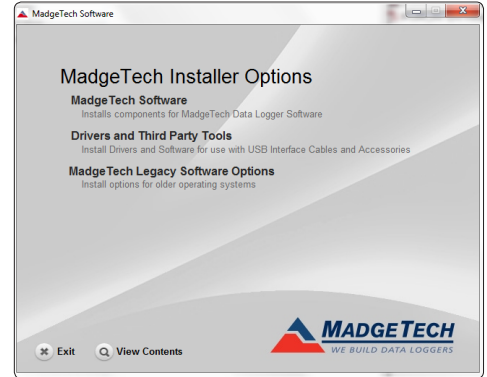 MadgeTech Software
MadgeTech Installer Options
MadgeTech Software
Installs components for MadgeTech Data Logger Software
Drivers and Third Party Tools
Install Drivers and Software for use with USB Interface Cables and Accessories
MadgeTech Legacy Software Options
Install options for older operating systems
Exit
View Contents
MADGETECH
WE BUILD DATA LOGGERS